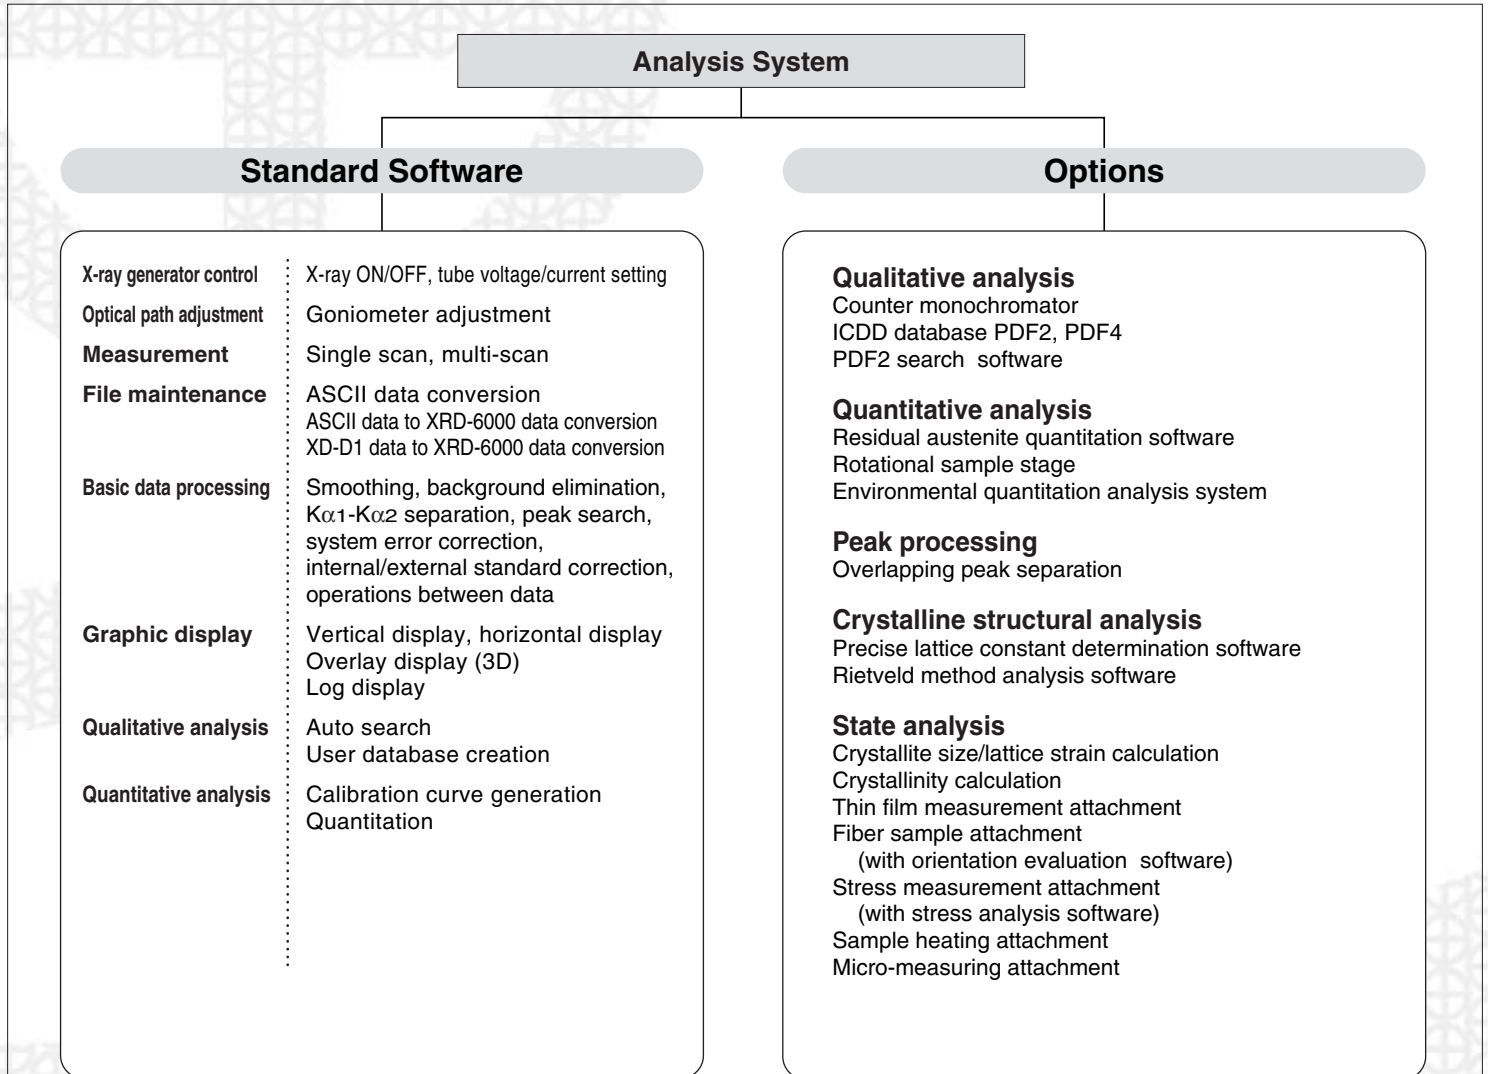 Analysis System
Standard Software
X-ray generator control X-ray ON/OFF, tube voltage/current setting
Optical path adjustment Goniometer adjustment
Measurement Single scan, multi-scan
File maintenance ASCII data conversion
ASCII data to XRD-6000 data conversion
XD-D1 data to XRD-6000 data conversion
Basic data processing Smoothing, background elimination,
Kα1-Kα2 separation, peak search,
system error correction,
internal/external standard correction,
operations between data
Graphic display Vertical display, horizontal display
Overlay display (3D)
Log display
Qualitative analysis Auto search
User database creation
Quantitative analysis Calibration curve generation
Quantitation
Options
Qualitative analysis
Counter monochromator
ICDD database PDF2, PDF4
PDF2 search software
Quantitative analysis
Residual austenite quantitation software
Rotational sample stage
Environmental quantitation analysis system
Peak processing
Overlapping peak separation
Crystalline structural analysis
Precise lattice constant determination software
Rietveld method analysis software
State analysis
Crystallite size/lattice strain calculation
Crystallinity calculation
Thin film measurement attachment
Fiber sample attachment
(with orientation evaluation software)
Stress measurement attachment
(with stress analysis software)
Sample heating attachment
Micro-measuring attachment